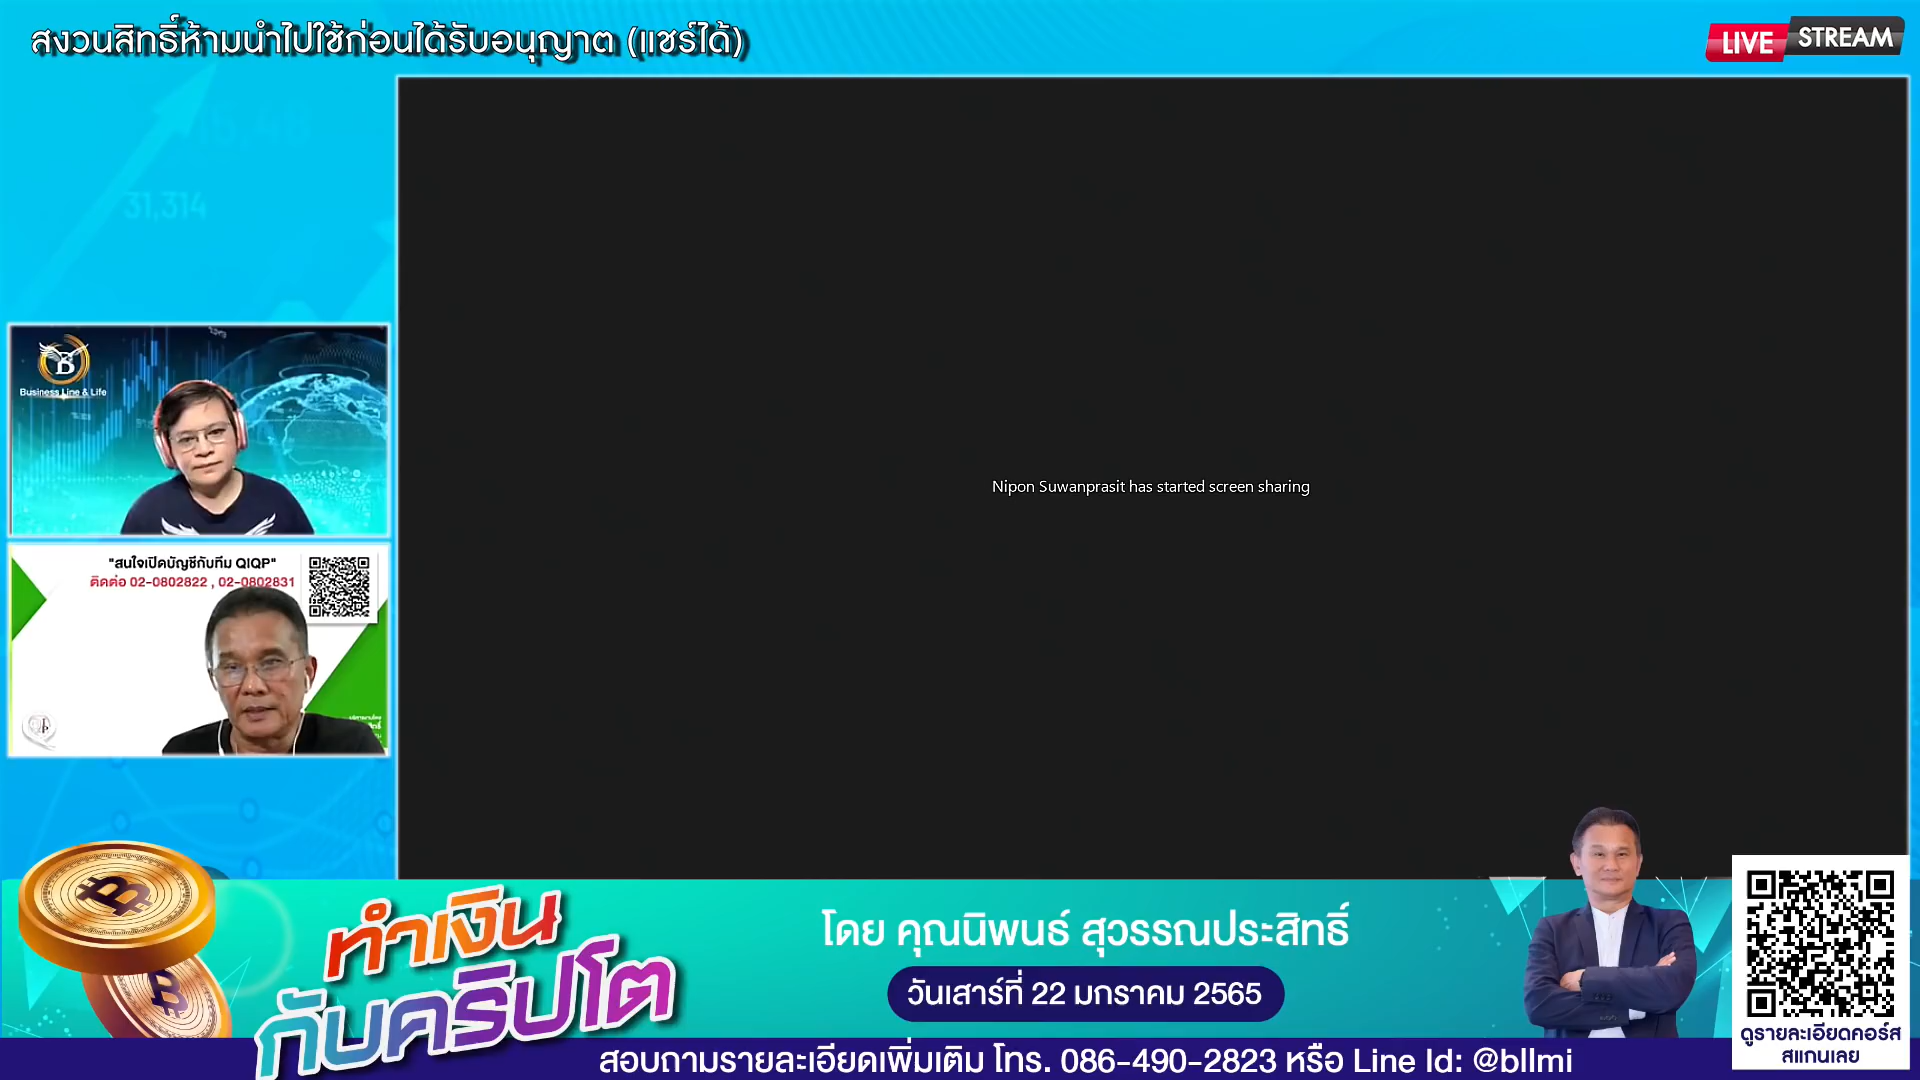 สงวนสิทธิ์ห้ามนำไปใช้ก่อนได้รับอนุญาต (แชร์ได้)
LIVE STREAM
31,314
B
Business Line & Life
Nipon Suwanprasit has started screen sharing
"สนใจเปิดบัญชีกับทีม QIQP"
ติดต่อ 02-0802822 , 02-0802831
ทำเงิน
กับคริปโต
โดย คุณนิพนธ์ สุวรรณประสิทธิ์
วันเสาร์ที่ 22 มกราคม 2565
ดูรายละเอียดคอร์ส
สแกนเลย
สอบถามรายละเอียดเพิ่มเติม โทร. 086-490-2823 หรือ Line Id: @bllmi